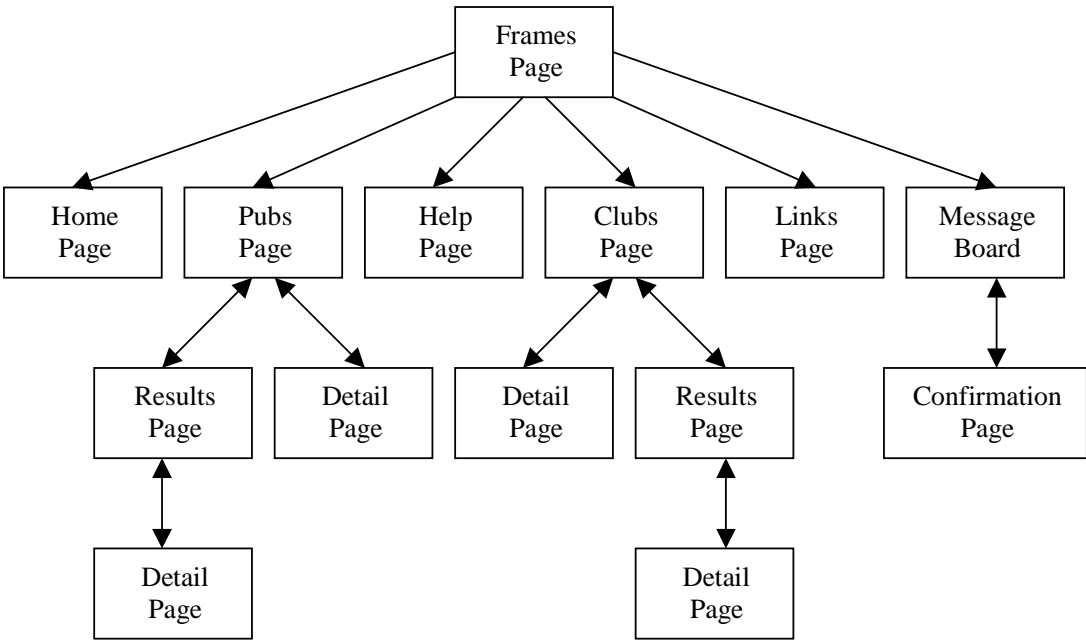 Frames
Page
Home
Page
Pubs
Page
Help
Page
Clubs
Page
Links
Page
Message
Board
Results
Page
Detail
Page
Detail
Page
Results
Page
Confirmation
Page
Detail
Page
Detail
Page